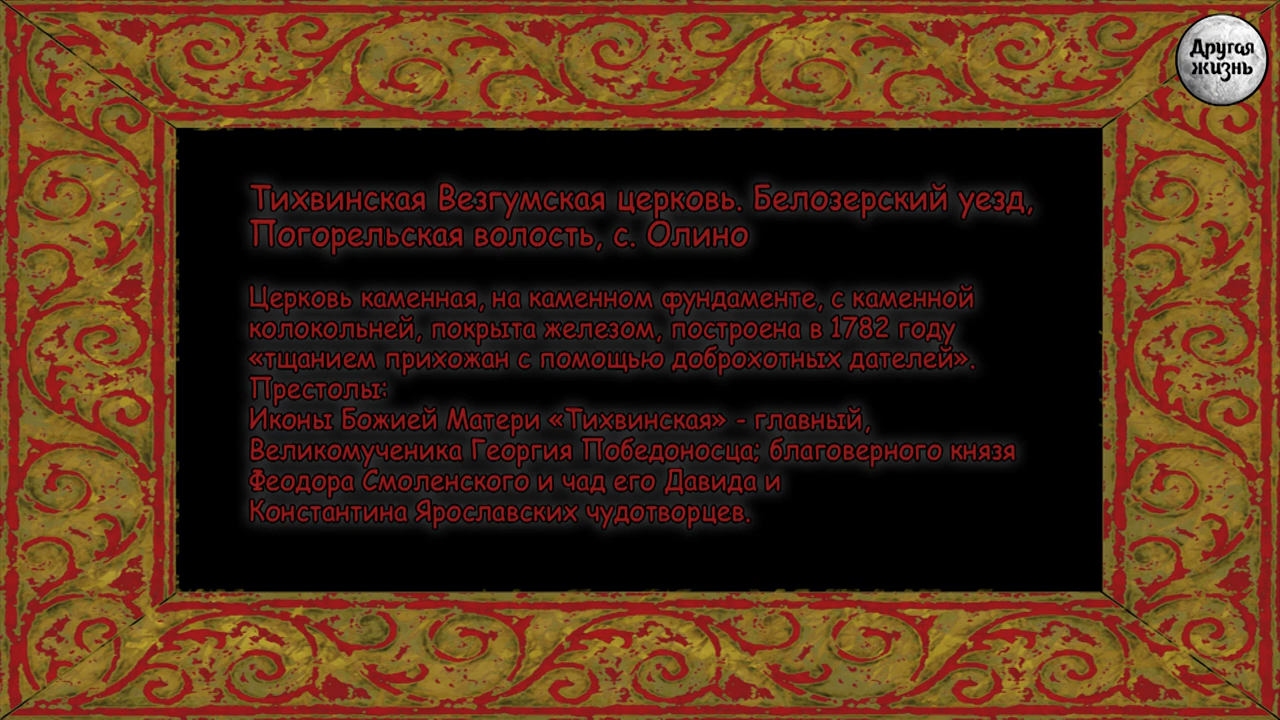 Другая
жизнь
Тихвинская Везгумская церковь. Белозерский уезд,
Погорельская волость, с. Олино
Церковь каменная, на каменном фундаменте, с каменной
колокольней, покрыта железом, построена в 1782 году
«тщанием прихожан с помощью доброхотных дателей».
Престолы:
Иконы Божией Матери «Тихвинская» - главный,
Великомученика Георгия Победоносца; благоверного князя
Феодора Смоленского и чад его Давида и
Константина Ярославских чудотворцев.